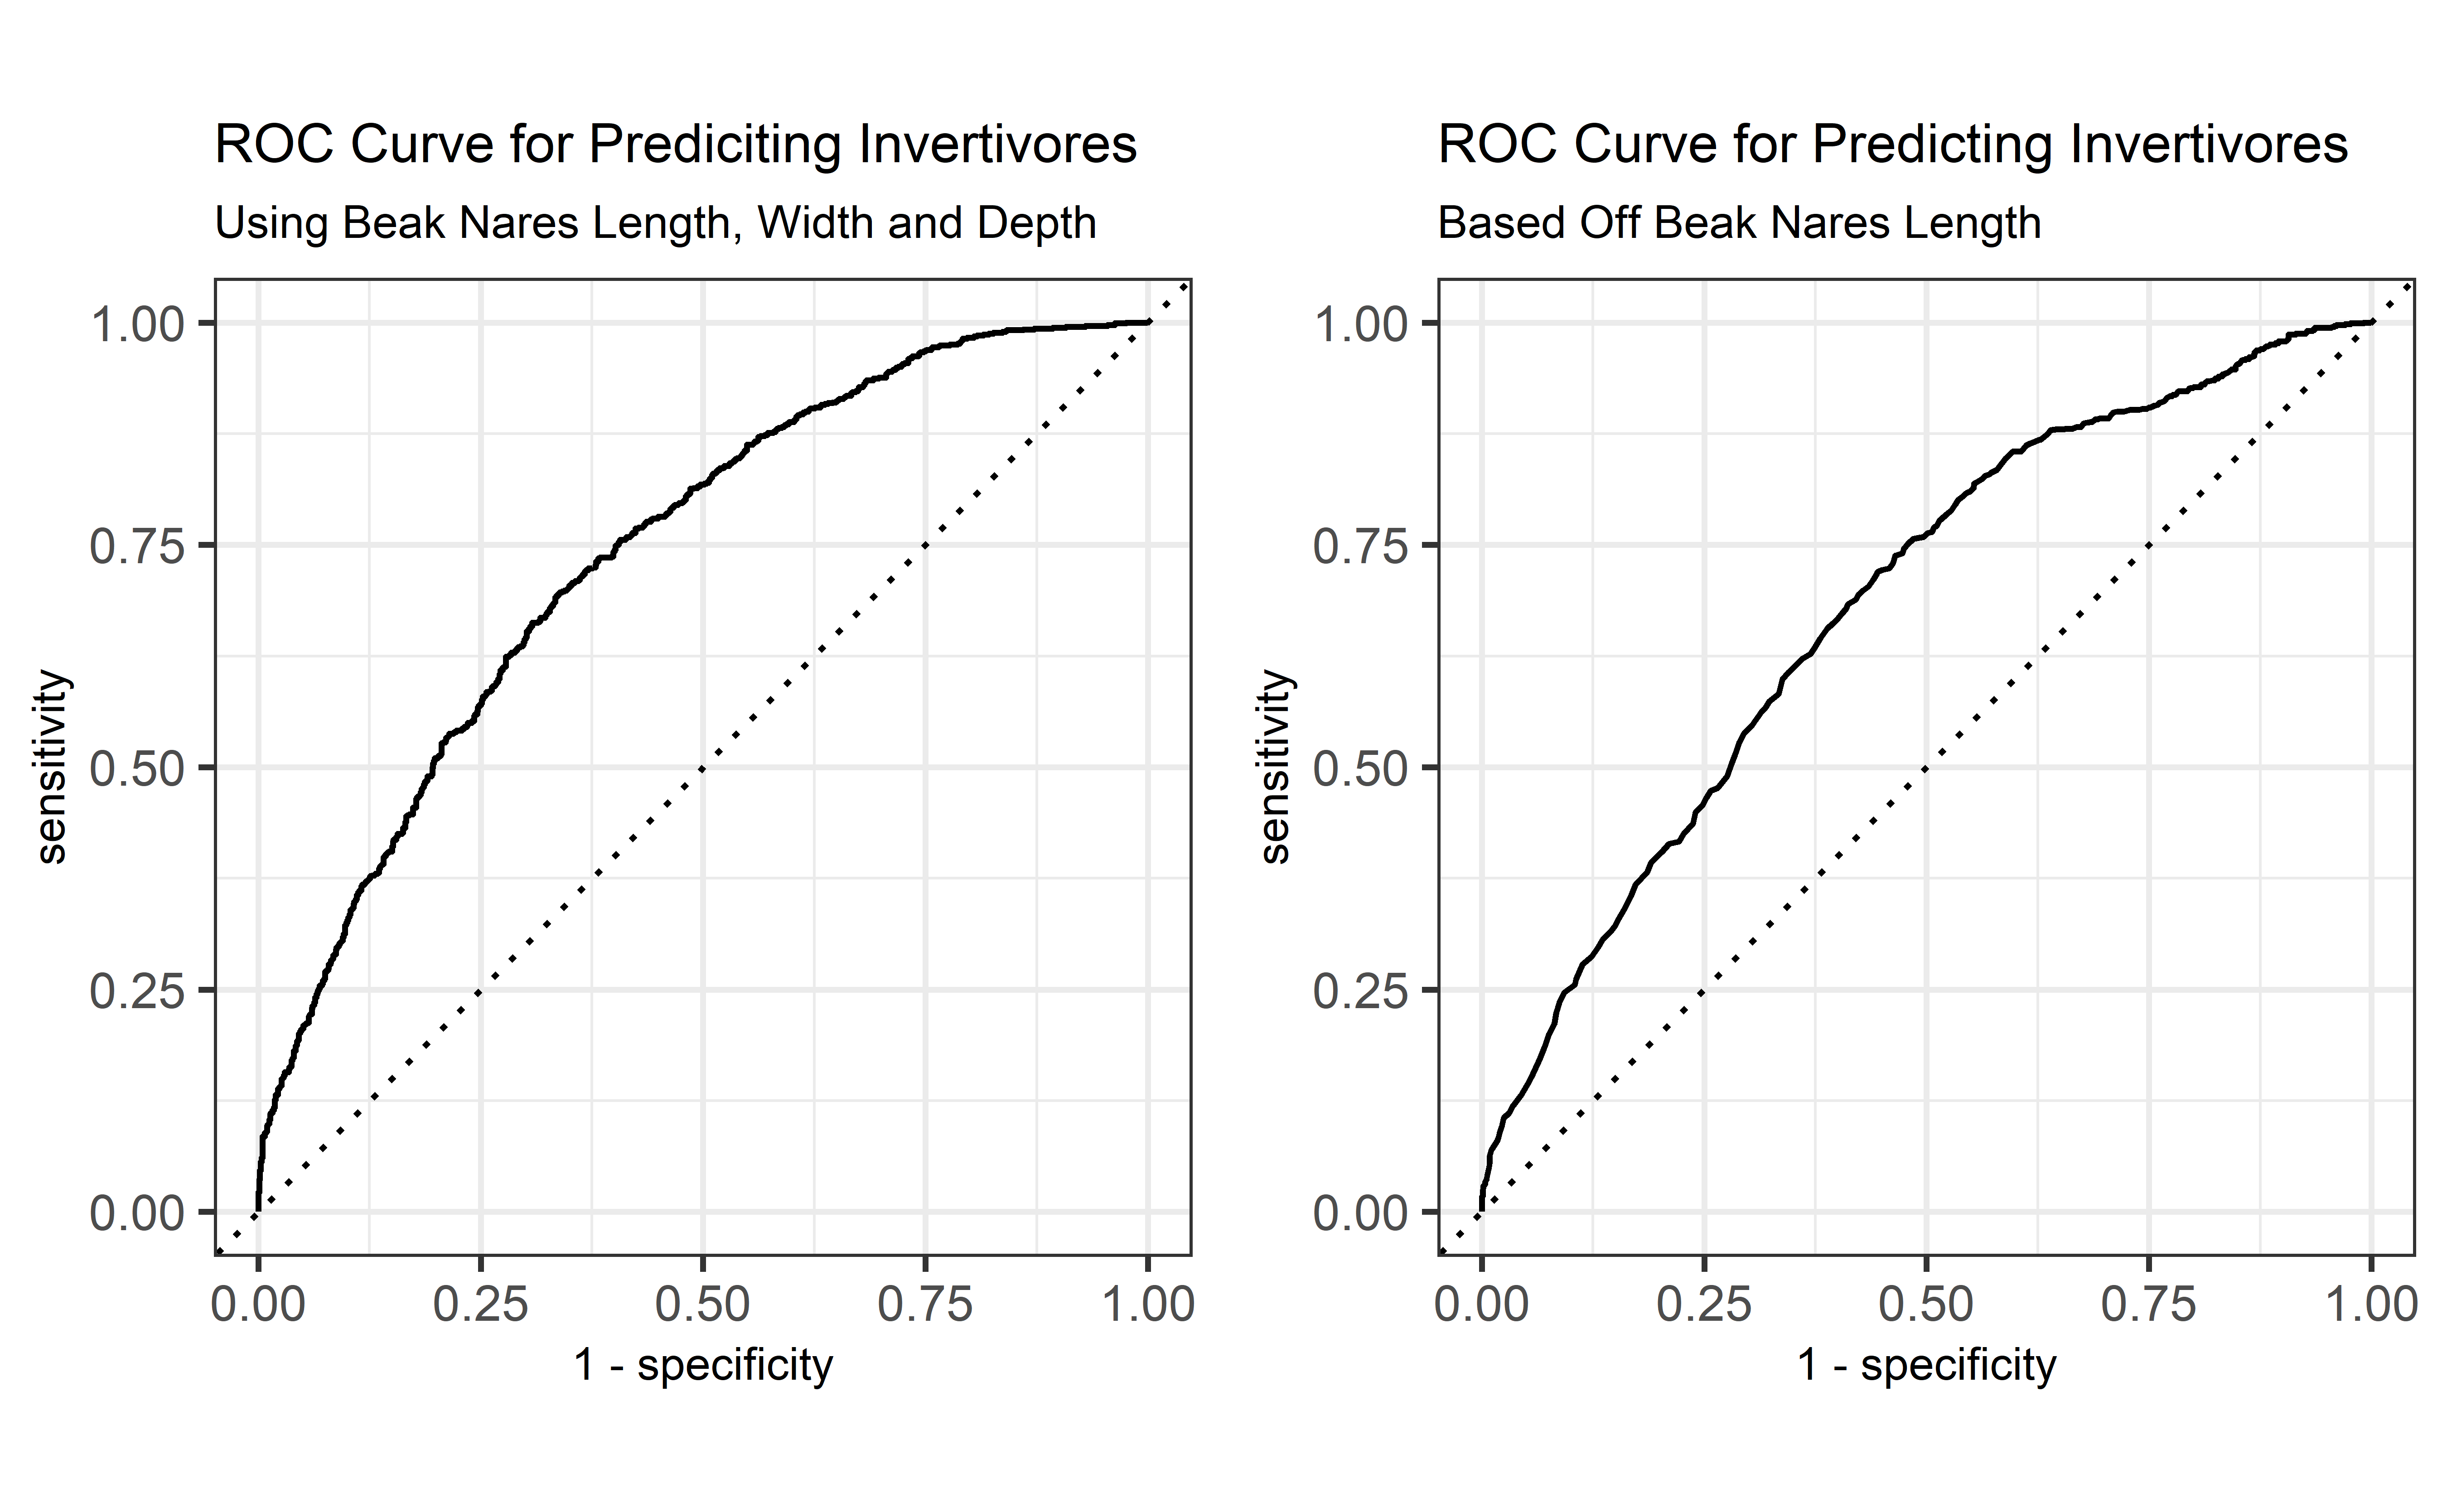 ROC Curve for Prediciting Invertivores
Using Beak Nares Length, Width and Depth
1.00
0.75
0.50
0.25
0.00
sensitivity
0.00 0.25 0.50 0.75 1.00
1 - specificity
ROC Curve for Predicting Invertivores
Based Off Beak Nares Length
1.00
0.75
0.50
0.25
0.00
sensitivity
0.00 0.25 0.50 0.75 1.00
1 - specificity